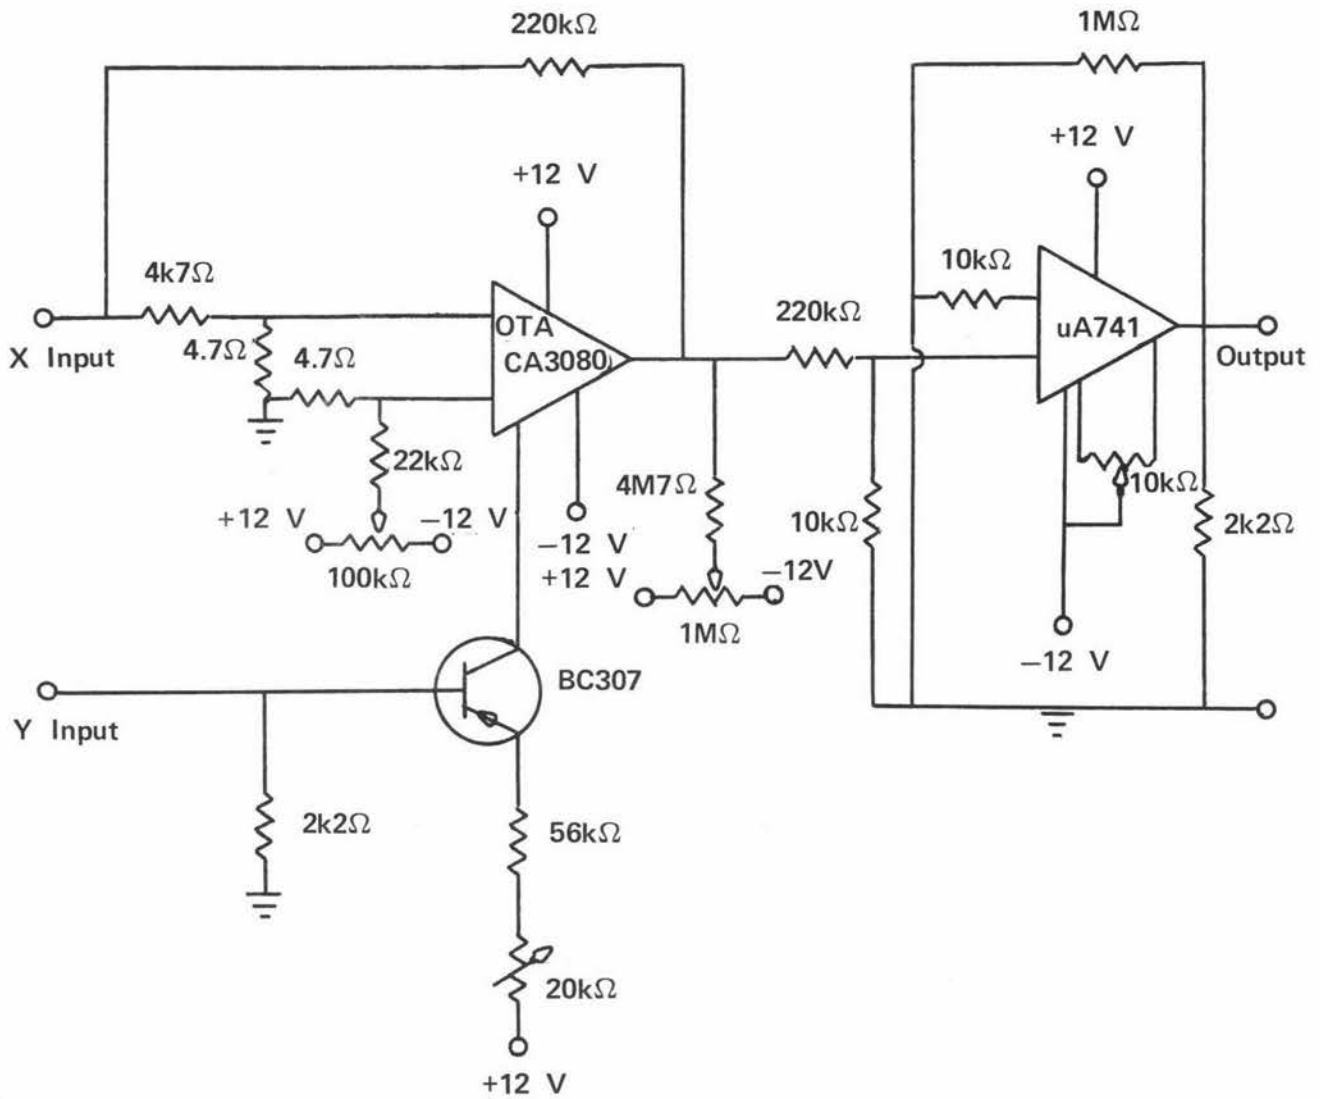 220kΩ
1MΩ
+12 V
+12 V
4k7Ω
10kΩ
220kΩ
OTA
uA741
X Input
4.7Ω
4.7Ω
CA3080
Output
22kΩ
4M7Ω
10kΩ
+12 V
−12 V
10kΩ
2k2Ω
−12 V
+12 V
−12V
100kΩ
1MΩ
−12 V
BC307
Y Input
2k2Ω
56kΩ
20kΩ
+12 V